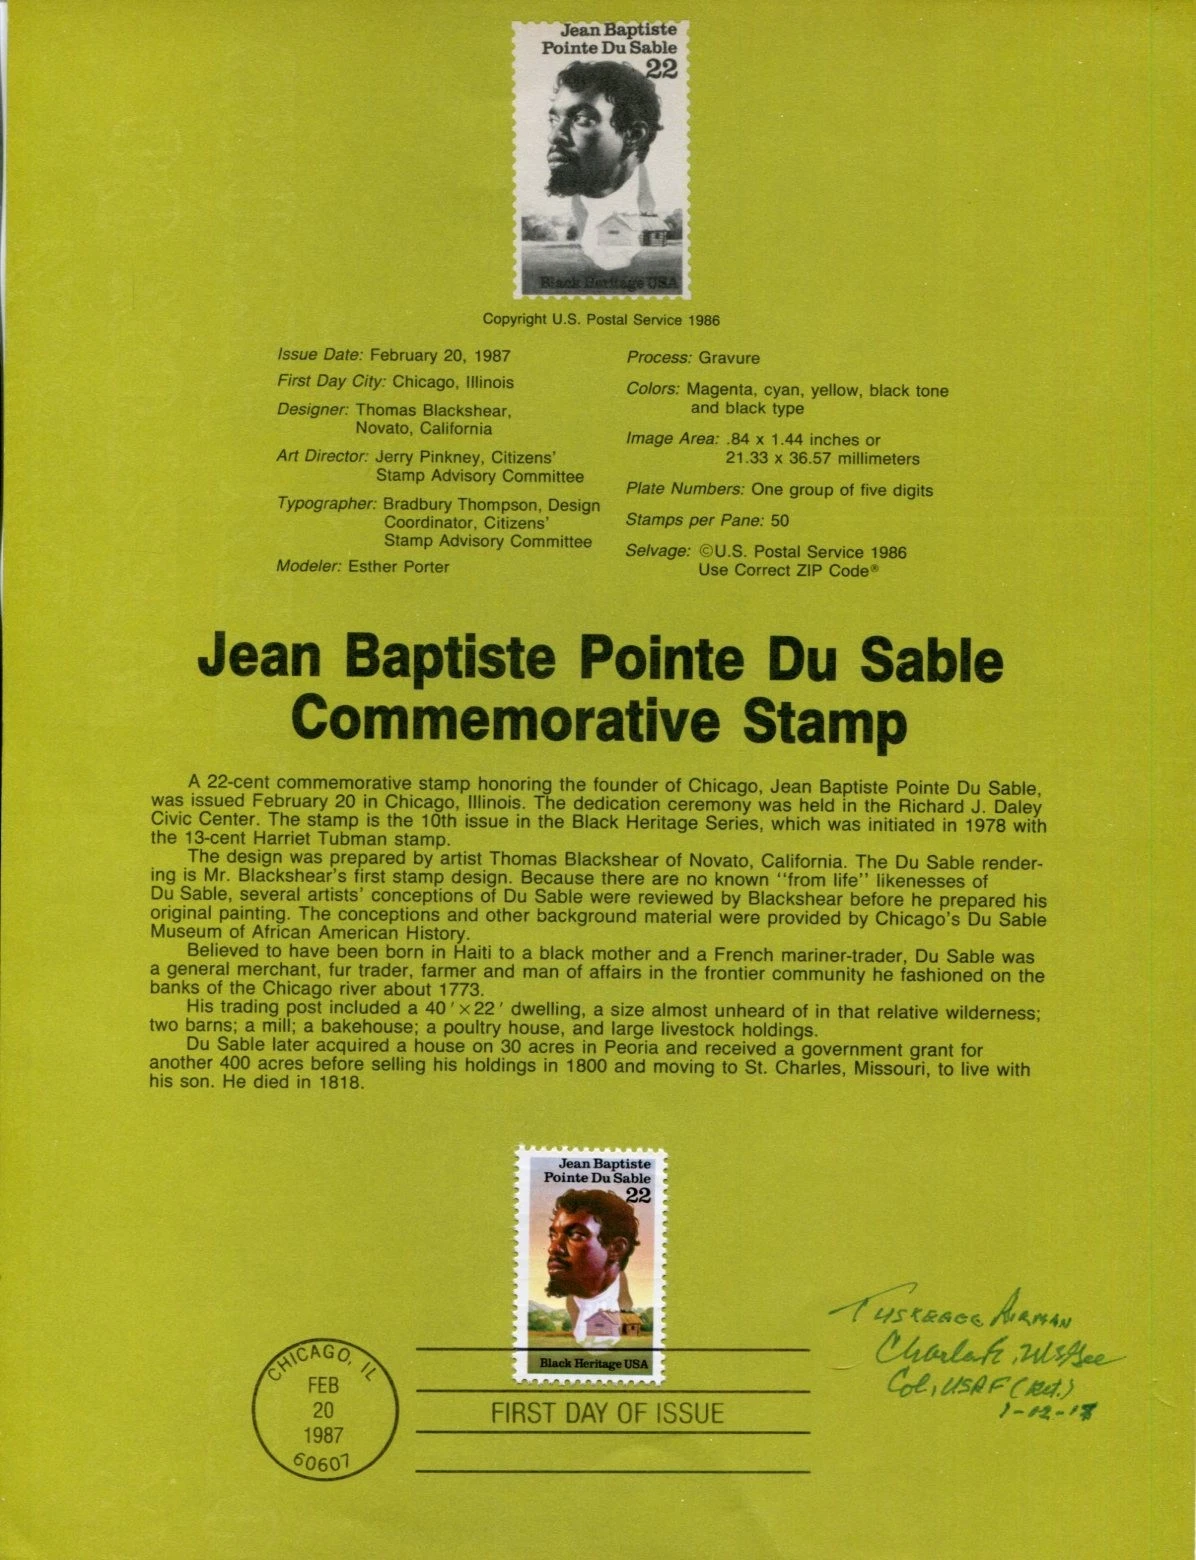 Jean Baptiste
Pointe Du Sable
22
Black Heritage USA
Copyright U.S. Postal Service 1986
Issue Date: February 20, 1987
First Day City: Chicago, Illinois
Designer: Thomas Blackshear,
Novato, California
Art Director: Jerry Pinkney, Citizens'
Stamp Advisory Committee
Typographer: Bradbury Thompson, Design
Coordinator, Citizens'
Stamp Advisory Committee
Modeler: Esther Porter
Process: Gravure
Colors: Magenta, cyan, yellow, black tone
and black type
Image Area: .84 x 1.44 inches or
21.33 x 36.57 millimeters
Plate Numbers: One group of five digits
Stamps per Pane: 50
Selvage: ©U.S. Postal Service 1986
Use Correct ZIP Code®
Jean Baptiste Pointe Du Sable
Commemorative Stamp
A 22-cent commemorative stamp honoring the founder of Chicago, Jean Baptiste Pointe Du Sable,
was issued February 20 in Chicago, Illinois. The dedication ceremony was held in the Richard J. Daley
Civic Center. The stamp is the 10th issue in the Black Heritage Series, which was initiated in 1978 with
the 13-cent Harriet Tubman stamp.
The design was prepared by artist Thomas Blackshear of Novato, California. The Du Sable render-
ing is Mr. Blackshear's first stamp design. Because there are no known "from life" likenesses of
Du Sable, several artists' conceptions of Du Sable were reviewed by Blackshear before he prepared his
original painting. The conceptions and other background material were provided by Chicago's Du Sable
Museum of African American History.
Believed to have been born in Haiti to a black mother and a French mariner-trader, Du Sable was
a general merchant, fur trader, farmer and man of affairs in the frontier community he fashioned on the
banks of the Chicago river about 1773.
His trading post included a 40'×22' dwelling, a size almost unheard of in that relative wilderness;
two barns; a mill; a bakehouse; a poultry house, and large livestock holdings.
Du Sable later acquired a house on 30 acres in Peoria and received a government grant for
another 400 acres before selling his holdings in 1800 and moving to St. Charles, Missouri, to live with
his son. He died in 1818.
Jean Baptiste
Pointe Du Sable
22
Black Heritage USA
CHICAGO, IL
FEB
20
1987
60607
FIRST DAY OF ISSUE
TUSKEGEE AIRMAN
Charles E. McGee
Col, USAF (Ret.)